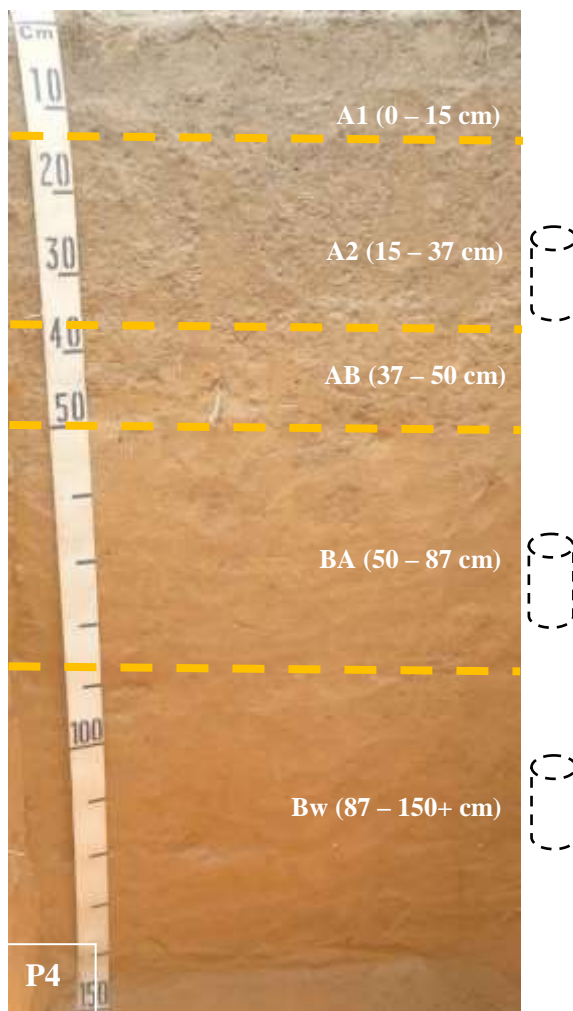 Cm
10
A1 (0 – 15 cm)
20
A2 (15 – 37 cm)
30
40
AB (37 – 50 cm)
50
BA (50 – 87 cm)
100
Bw (87 – 150+ cm)
P4
150